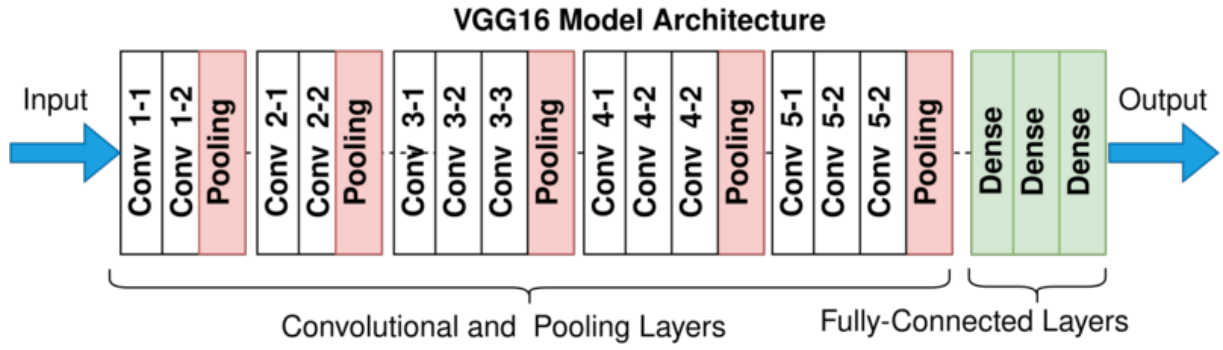 VGG16 Model Architecture
Input
Conv 1-1
Conv 1-2
Pooling
Conv 2-1
Conv 2-2
Pooling
Conv 3-1
Conv 3-2
Conv 3-3
Pooling
Conv 4-1
Conv 4-2
Conv 4-2
Pooling
Conv 5-1
Conv 5-2
Conv 5-2
Pooling
Dense
Dense
Dense
Output
Convolutional and Pooling Layers
Fully-Connected Layers